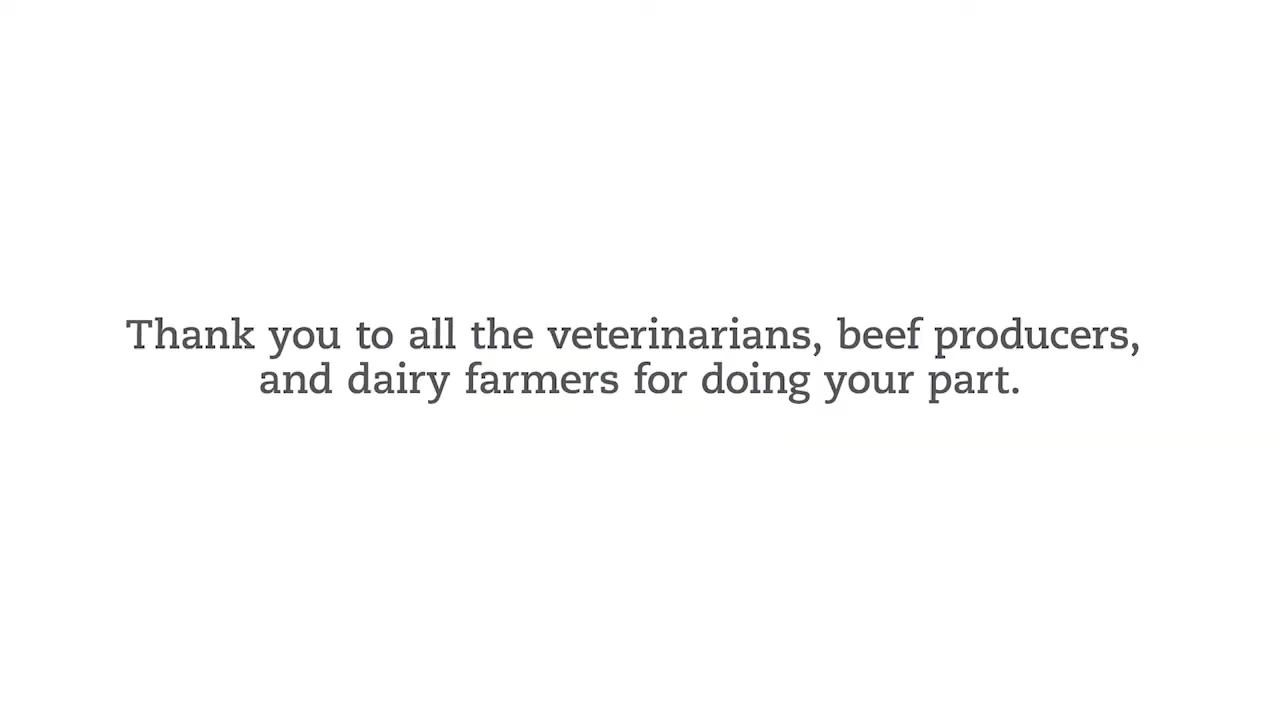 Thank you to all the veterinarians, beef producers,
and dairy farmers for doing your part.